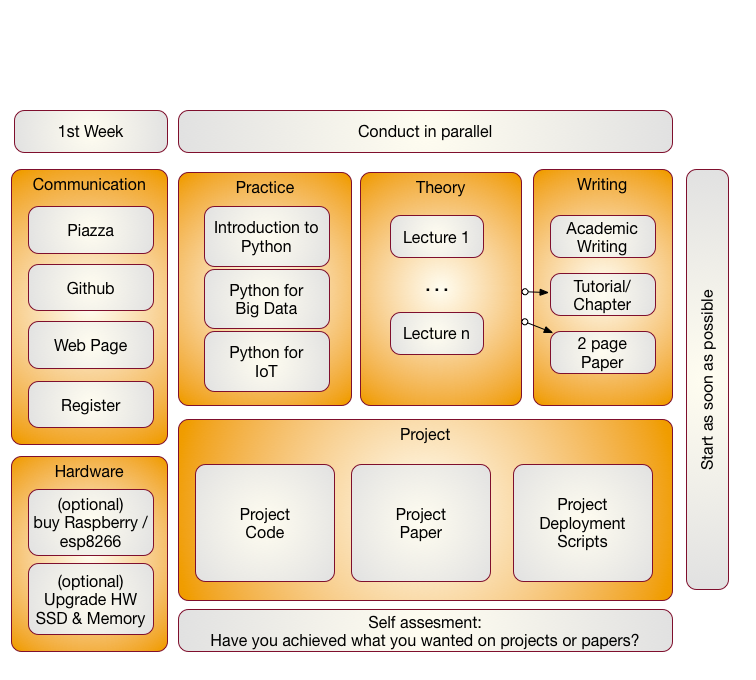 1st Week
Conduct in parallel
Communication
Piazza
Github
Web Page
Register
Practice
Introduction to
Python
Python for
Big Data
Python for
IoT
Theory
Lecture 1
...
Lecture n
Writing
Academic
Writing
Tutorial/
Chapter
2 page
Paper
Start as soon as possible
Hardware
(optional)
buy Raspberry /
esp8266
(optional)
Upgrade HW
SSD & Memory
Project
Project
Code
Project
Paper
Project
Deployment
Scripts
Self assesment:
Have you achieved what you wanted on projects or papers?